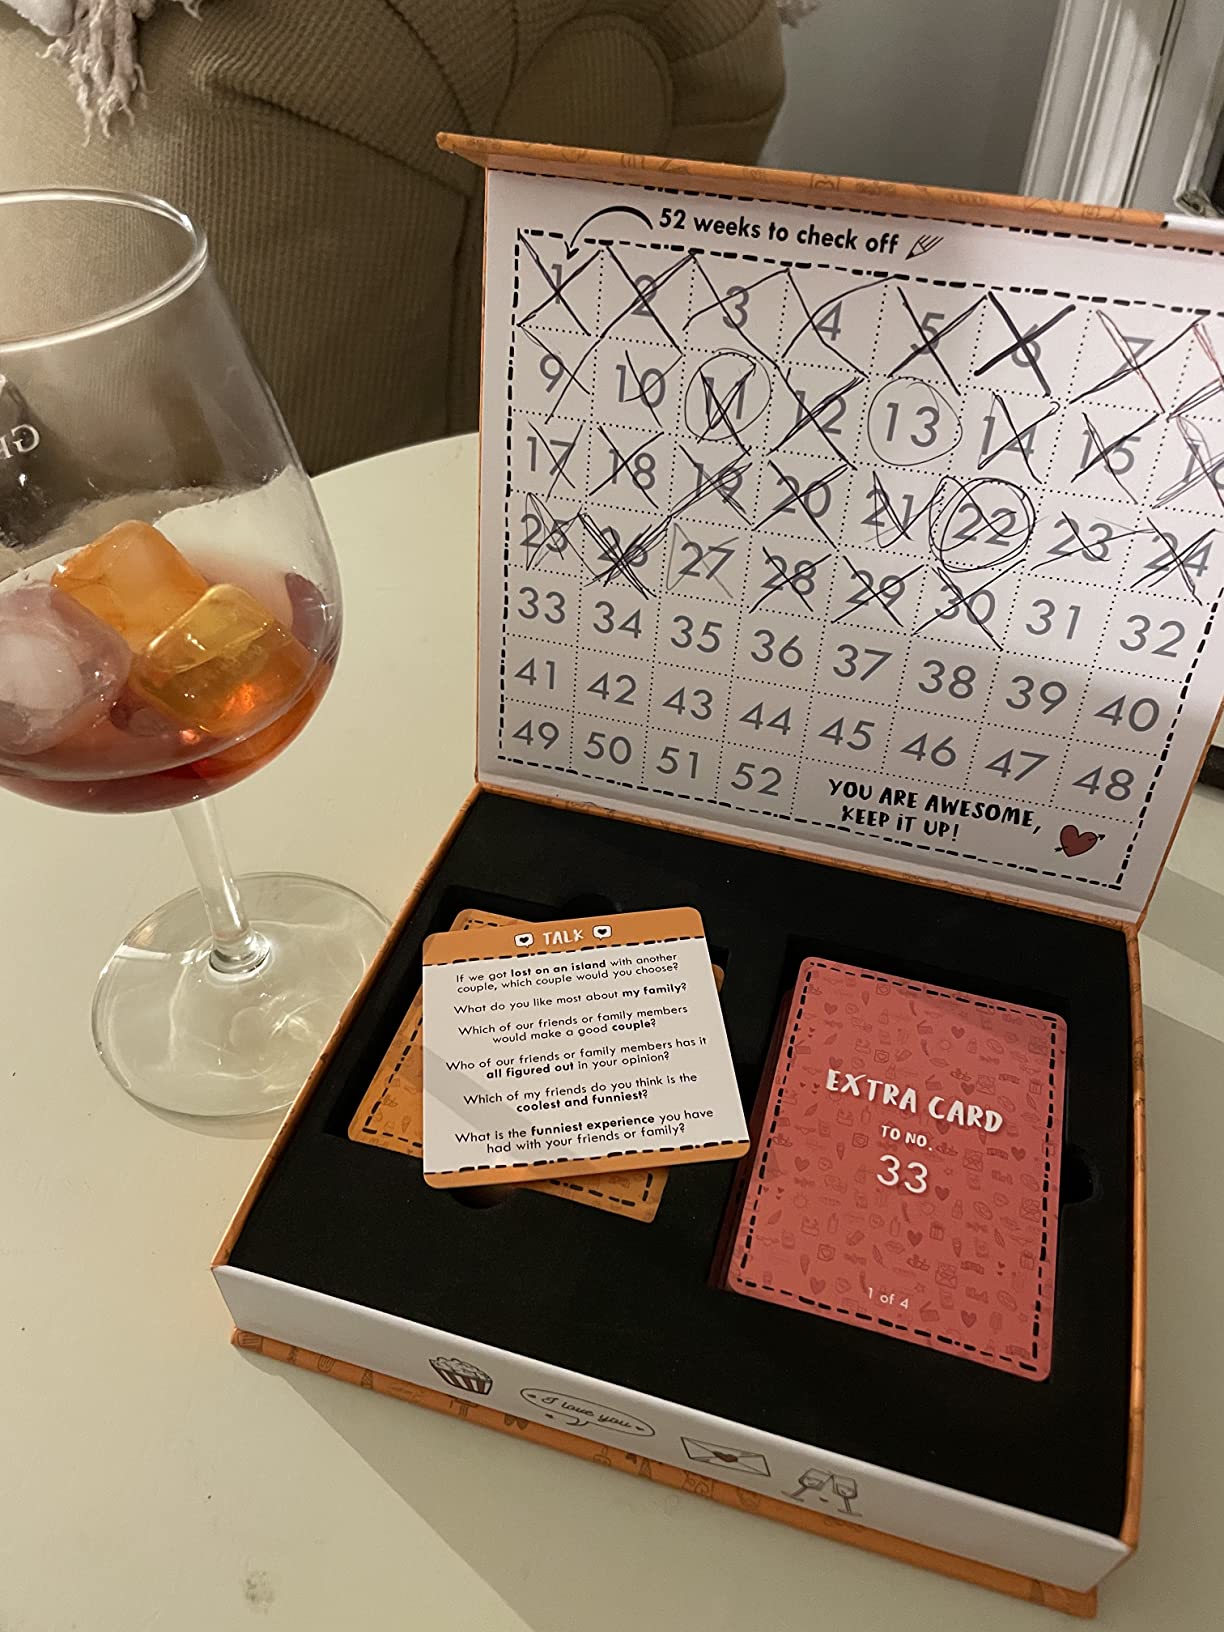 52 weeks to check off
1 2 3 4 5 6 7
9 10 11 12 13 14 15 16
17 18 19 20 21 22 23 24
25 26 27 28 29 30 31 32
33 34 35 36 37 38 39 40
41 42 43 44 45 46 47 48
49 50 51 52
YOU ARE AWESOME,
KEEP IT UP!
TALK
If we got lost on an island with another
couple, which couple would you choose?
What do you like most about my family?
Which of our friends or family members
would make a good couple?
Who of our friends or family members has it
all figured out in your opinion?
Which of my friends do you think is the
coolest and funniest?
What is the funniest experience you have
had with your friends or family?
EXTRA CARD
TO NO.
33
1 of 4
I love you